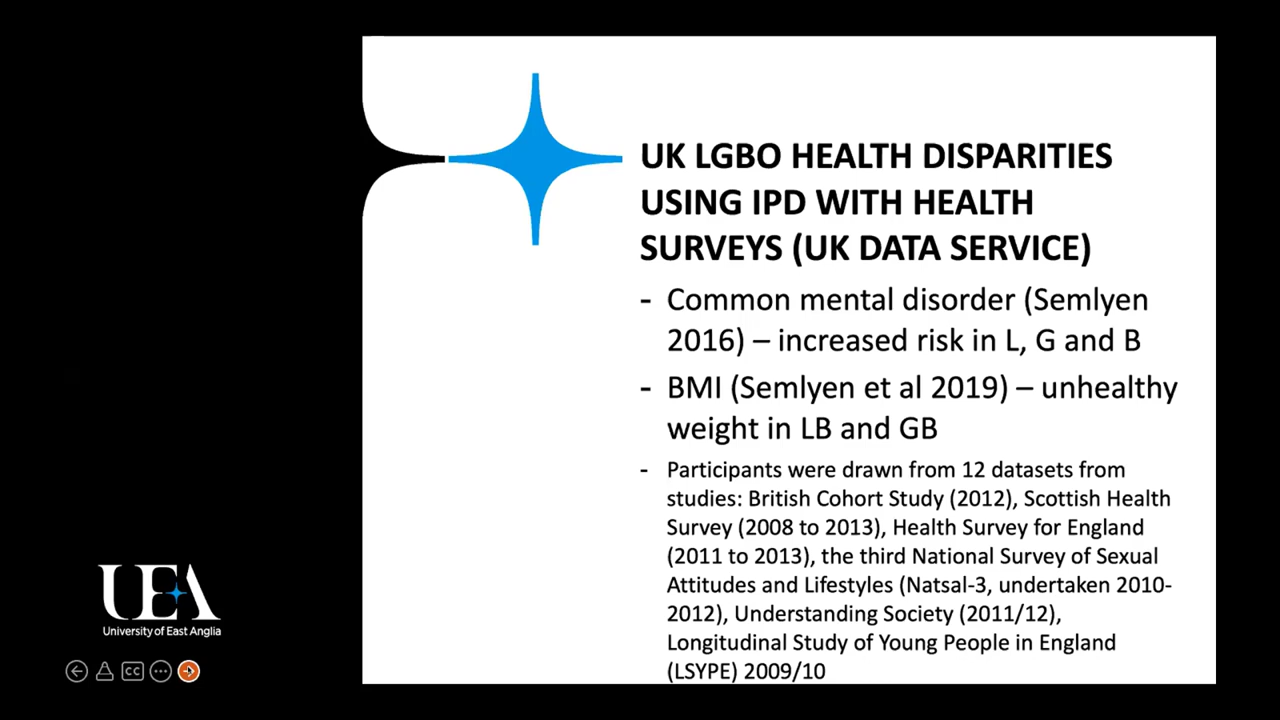 UK LGBO HEALTH DISPARITIES
USING IPD WITH HEALTH
SURVEYS (UK DATA SERVICE)
- Common mental disorder (Semlyen
2016) – increased risk in L, G and B
- BMI (Semlyen et al 2019) – unhealthy
weight in LB and GB
- Participants were drawn from 12 datasets from
studies: British Cohort Study (2012), Scottish Health
Survey (2008 to 2013), Health Survey for England
(2011 to 2013), the third National Survey of Sexual
Attitudes and Lifestyles (Natsal-3, undertaken 2010-
2012), Understanding Society (2011/12),
Longitudinal Study of Young People in England
(LSYPE) 2009/10
UEA
University of East Anglia
CC